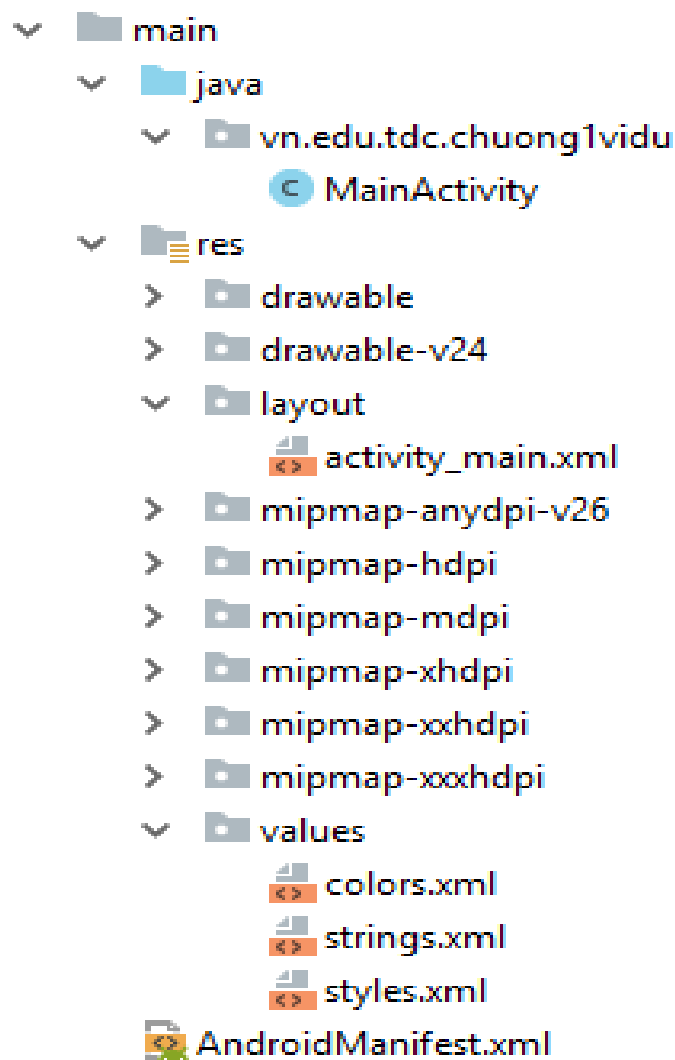 main
java
vn.edu.tdc.chuong1vidu
C MainActivity
res
drawable
drawable-v24
layout
activity_main.xml
mipmap-anydpi-v26
mipmap-hdpi
mipmap-mdpi
mipmap-xhdpi
mipmap-xxhdpi
mipmap-xxxhdpi
values
colors.xml
strings.xml
styles.xml
AndroidManifest.xml